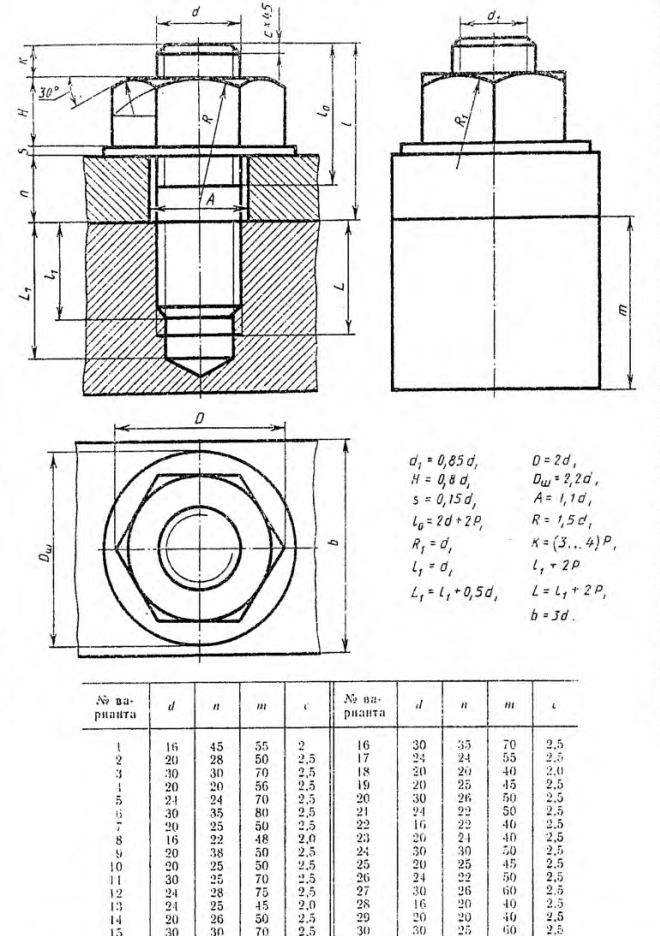 d
c×45
d₁
K
30°
H
R
l₀
l
R₁
S
n
A
L₁
l₁
L
m
D
Dш
b
d₁ = 0,85d, D = 2d,
H = 0,8d, Dш = 2,2d,
s = 0,15d, A = 1,1d,
l₀ = 2d + 2P, R = 1,5d,
R₁ = d, K = (3...4)P,
l₁ = d, l₁ + 2P
L₁ = l₁ + 0,5d, L = l₁ + 2P,
b = 3d.
№ ва- d n m c № ва- d n m c
рианта рианта
1 16 45 55 2 16 30 35 70 2,5
2 20 28 50 2,5 17 24 24 55 2,5
3 30 30 70 2,5 18 20 20 40 2,0
4 20 20 56 2,5 19 20 25 45 2,5
5 24 24 70 2,5 20 30 26 50 2,5
6 30 35 80 2,5 21 24 22 50 2,5
7 20 25 50 2,5 22 16 22 40 2,5
8 16 22 48 2,0 23 20 24 40 2,5
9 20 38 50 2,5 24 30 30 50 2,5
10 20 25 50 2,5 25 20 25 45 2,5
11 30 25 70 2,5 26 24 22 50 2,5
12 24 28 75 2,5 27 30 26 60 2,5
13 24 25 45 2,0 28 16 20 40 2,5
14 20 26 50 2,5 29 20 20 40 2,5
15 30 30 70 2,5 30 30 25 60 2,5